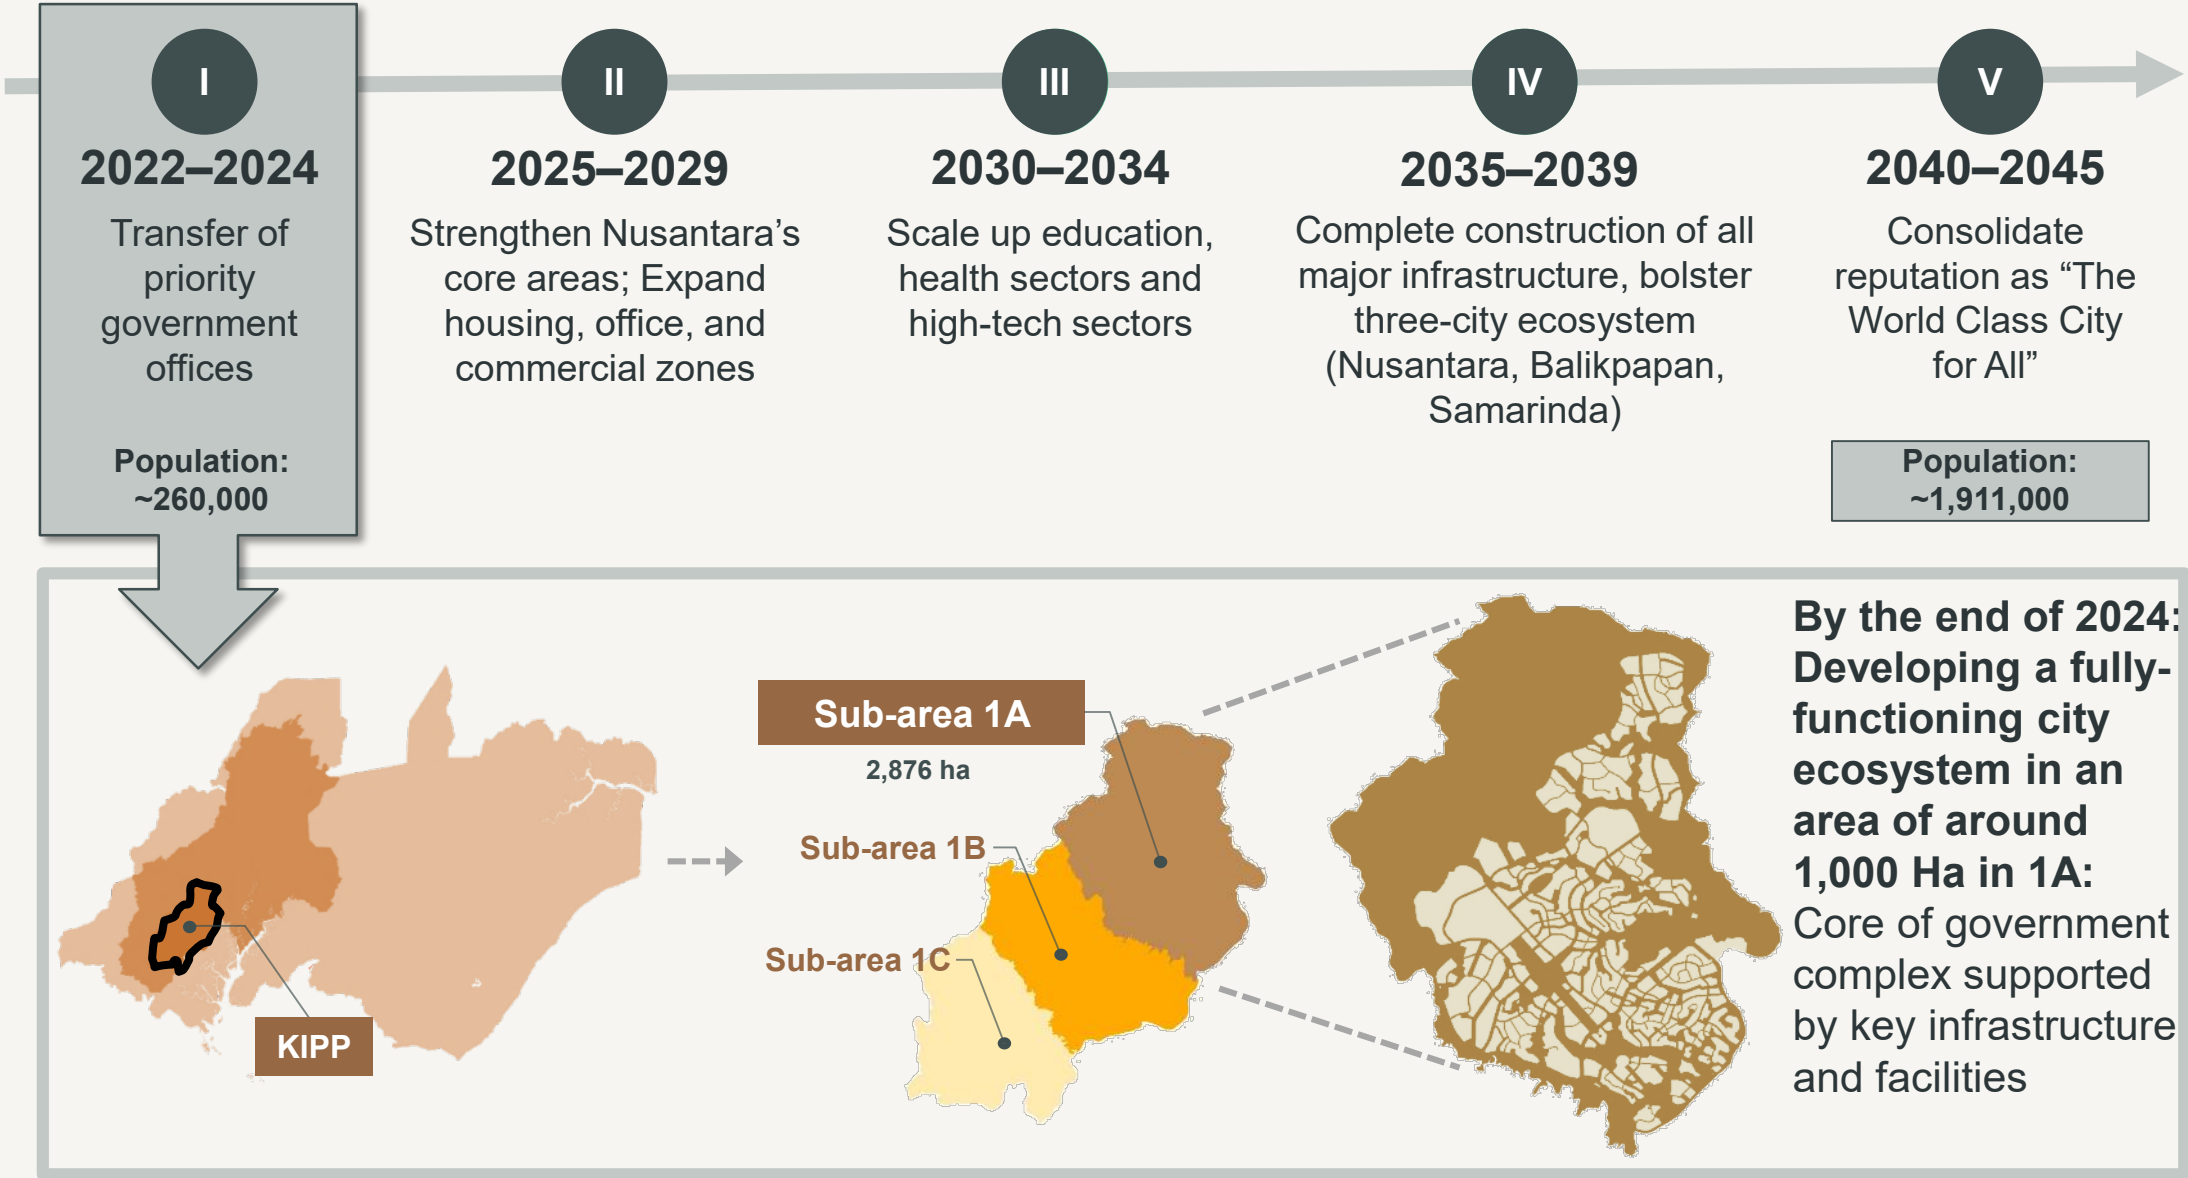 I
2022–2024
Transfer of
priority
government
offices
Population:
~260,000
II
2025–2029
Strengthen Nusantara’s
core areas; Expand
housing, office, and
commercial zones
III
2030–2034
Scale up education,
health sectors and
high-tech sectors
IV
2035–2039
Complete construction of all
major infrastructure, bolster
three-city ecosystem
(Nusantara, Balikpapan,
Samarinda)
V
2040–2045
Consolidate
reputation as “The
World Class City
for All”
Population:
~1,911,000
KIPP
Sub-area 1A
2,876 ha
Sub-area 1B
Sub-area 1C
By the end of 2024:
Developing a fully-
functioning city
ecosystem in an
area of around
1,000 Ha in 1A:
Core of government
complex supported
by key infrastructure
and facilities